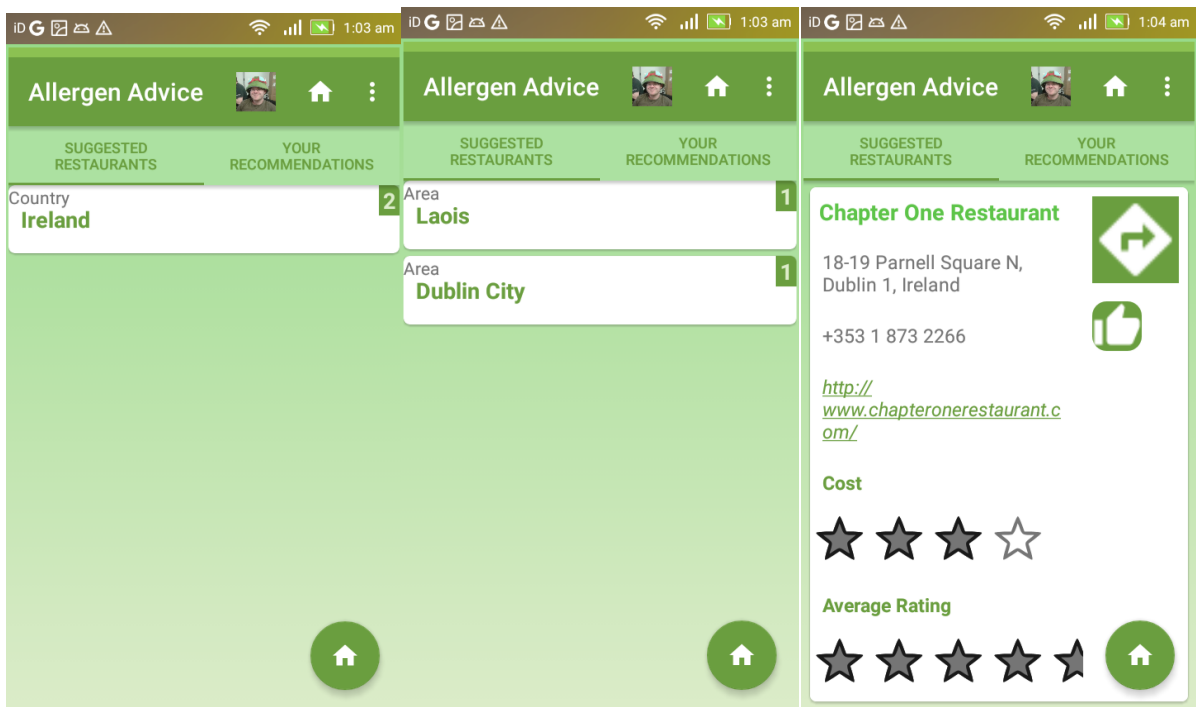 iD G 1:03 am
Allergen Advice
SUGGESTED
RESTAURANTS
YOUR
RECOMMENDATIONS
Country
Ireland
2
iD G 1:03 am
Allergen Advice
SUGGESTED
RESTAURANTS
YOUR
RECOMMENDATIONS
Area
Laois
1
Area
Dublin City
1
iD G 1:04 am
Allergen Advice
SUGGESTED
RESTAURANTS
YOUR
RECOMMENDATIONS
Chapter One Restaurant
18-19 Parnell Square N,
Dublin 1, Ireland
+353 1 873 2266
http://
www.chapteronerestaurant.c
om/
Cost
Average Rating